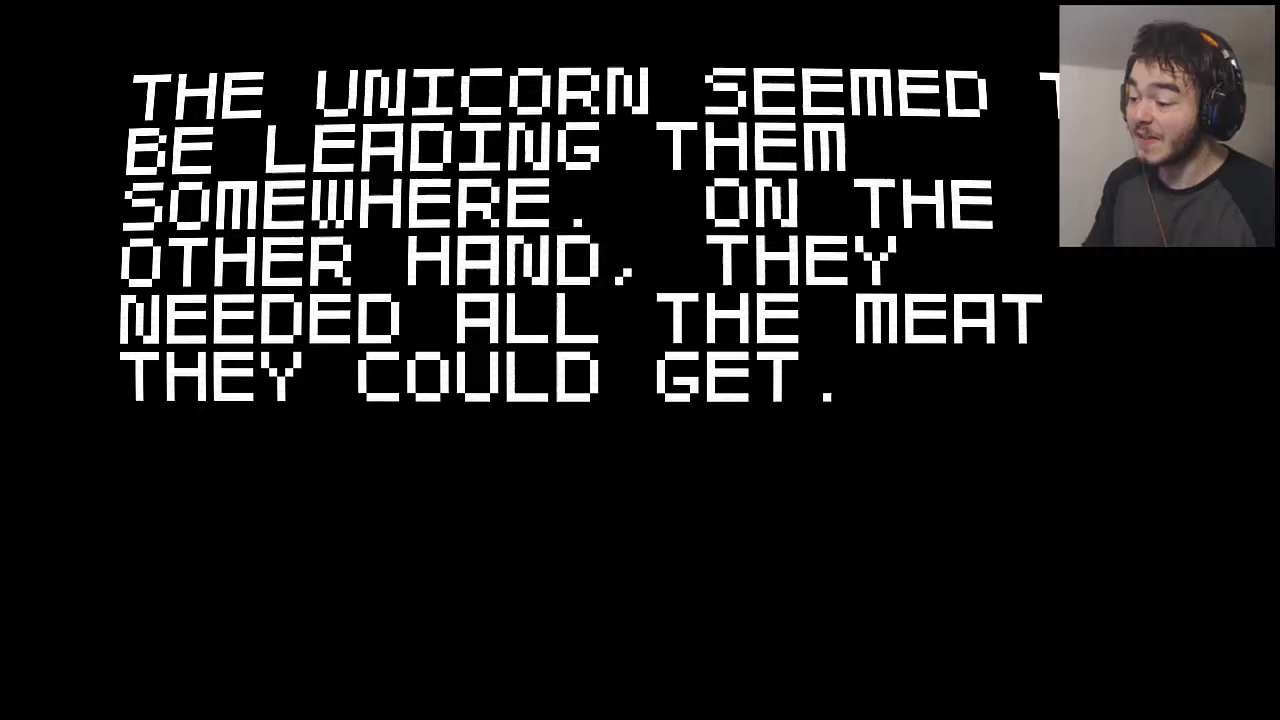 THE UNICORN SEEMED
BE LEADING THEM
SOMEWHERE. ON THE
OTHER HAND, THEY
NEEDED ALL THE MEAT
THEY COULD GET.